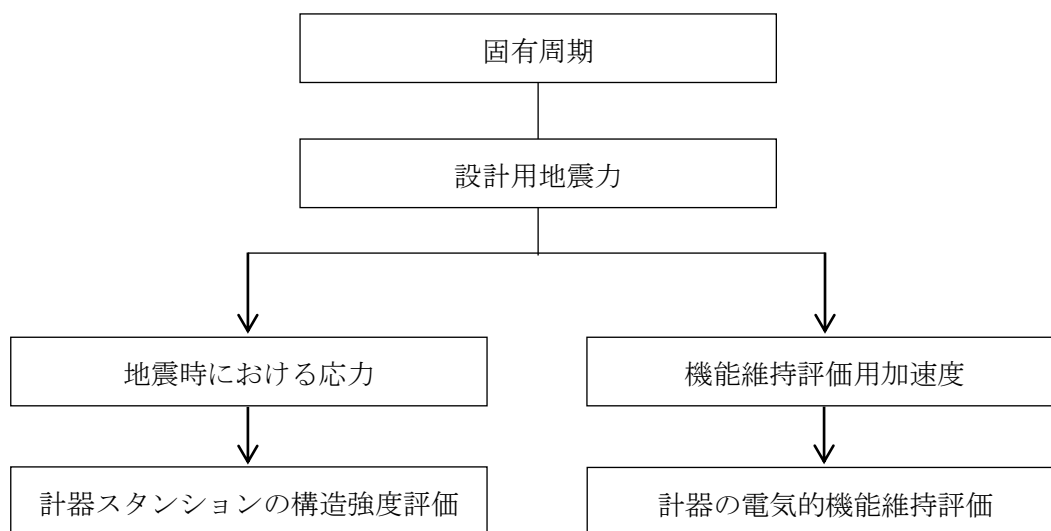 固有周期
設計用地震力
地震時における応力
機能維持評価用加速度
計器スタンションの構造強度評価
計器の電気的機能維持評価